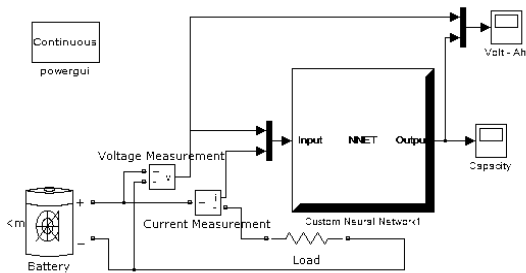 Continuous
powergui
Volt - Ah
Input
NNET
Output
Capacity
Custom Neural Network1
Voltage Measurement
v
+
-
i
+
-
Current Measurement
<m
+
−
Battery
Load